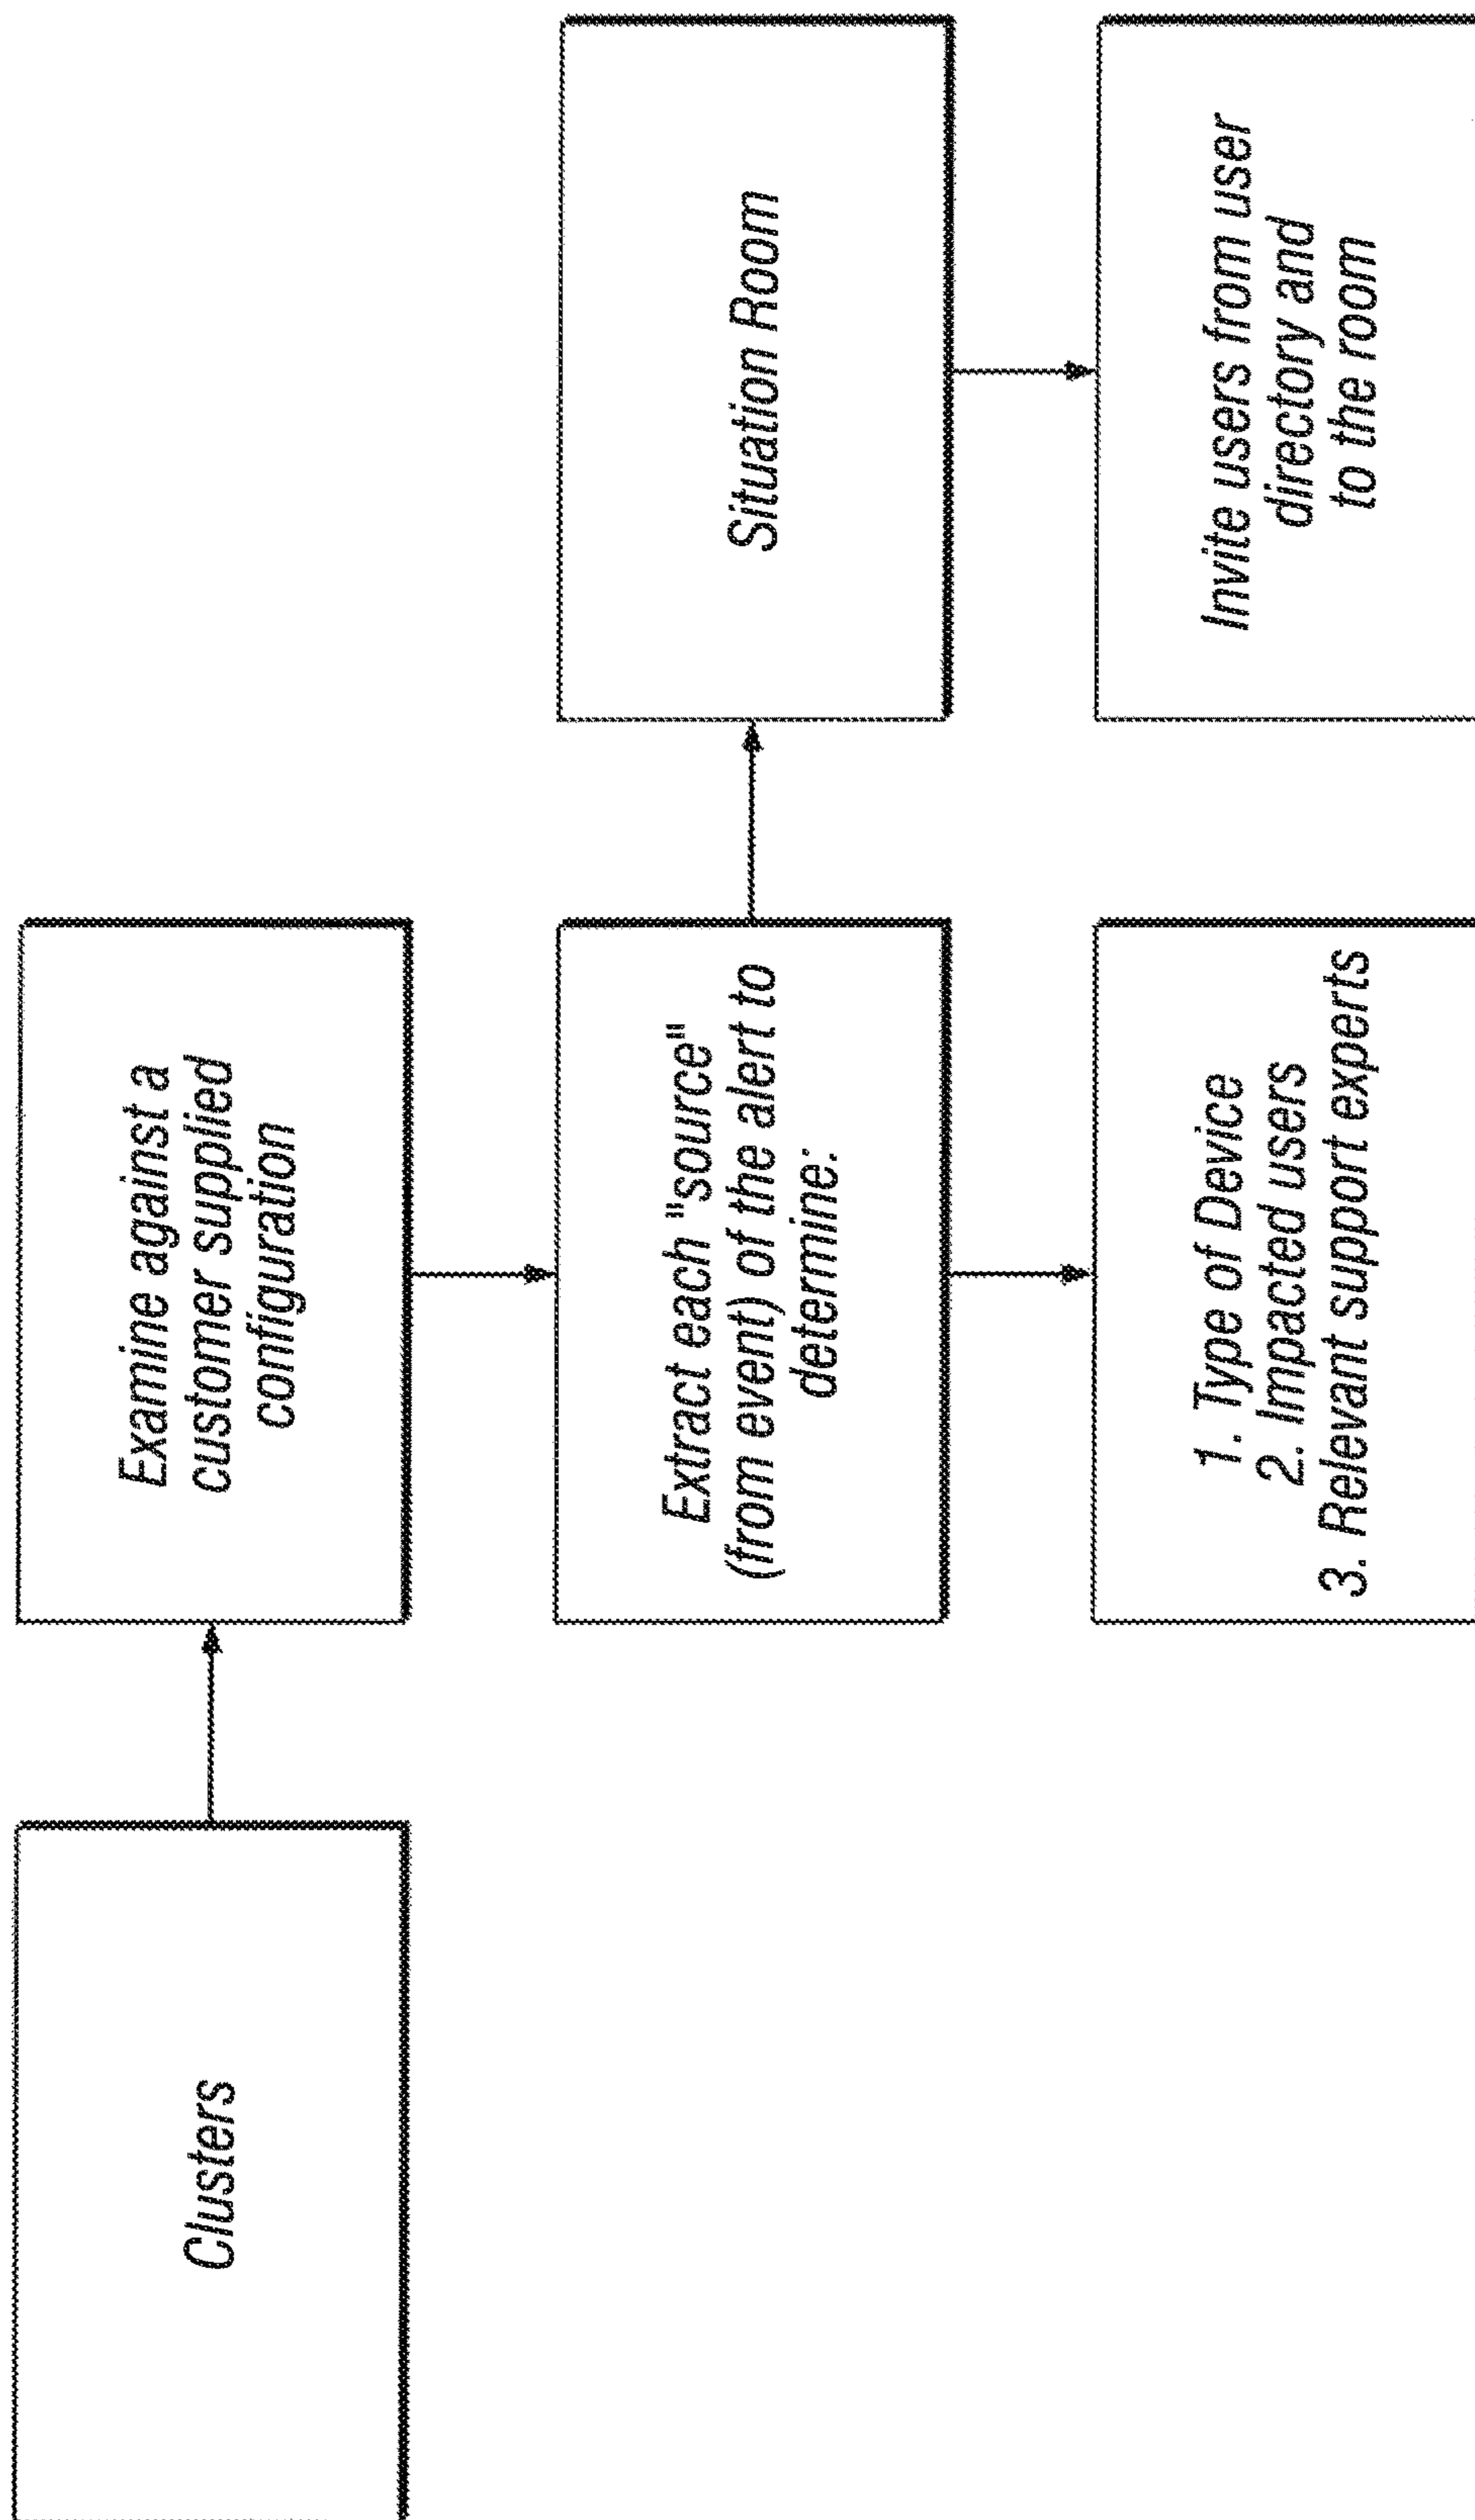 Clusters
Examine against a
customer supplied
configuration
Extract each "source"
(from event) of the alert to
determine:
1. Type of Device
2. Impacted users
3. Relevant support experts
Situation Room
Invite users from user
directory and
to the room